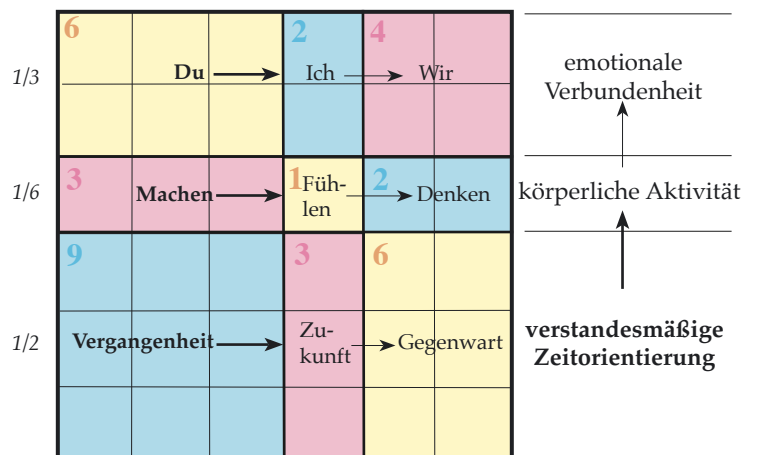 6
2
4
1/3
Du
Ich
Wir
emotionale
Verbundenheit
3
1
2
1/6
Machen
Füh-
len
Denken
körperliche Aktivität
9
3
6
1/2
Vergangenheit
Zu-
kunft
Gegenwart
verstandesmäßige
Zeitorientierung